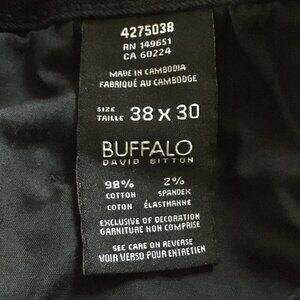 4275038
RN 149651
CA 60224
MADE IN CAMBODIA
FABRIQUÉ AU CAMBODGE
SIZE
TAILLE 38 X 30
BUFFALO
DAVID BITTON
98% 2%
COTTON SPANDEX
COTON ÉLASTHANNE
EXCLUSIVE OF DECORATION
GARNITURE NON COMPRISE
SEE CARE ON REVERSE
VOIR VERSO POUR ENTRETIEN